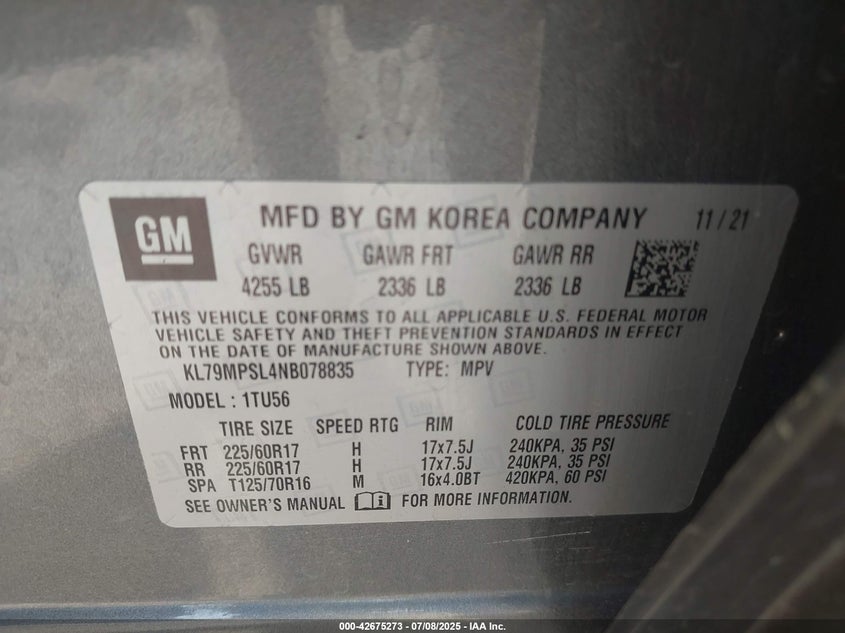 GM
MFD BY GM KOREA COMPANY 11/21
GVWR GAWR FRT GAWR RR
4255 LB 2336 LB 2336 LB
THIS VEHICLE CONFORMS TO ALL APPLICABLE U.S. FEDERAL MOTOR
VEHICLE SAFETY AND THEFT PREVENTION STANDARDS IN EFFECT
ON THE DATE OF MANUFACTURE SHOWN ABOVE.
KL79MPSL4NB078835 TYPE: MPV
MODEL : 1TU56
TIRE SIZE SPEED RTG RIM COLD TIRE PRESSURE
FRT 225/60R17 H 17x7.5J 240KPA, 35 PSI
RR 225/60R17 H 17x7.5J 240KPA, 35 PSI
SPA T125/70R16 M 16x4.0BT 420KPA, 60 PSI
SEE OWNER'S MANUAL FOR MORE INFORMATION.
000-42675273 - 07/08/2025 - IAA Inc.